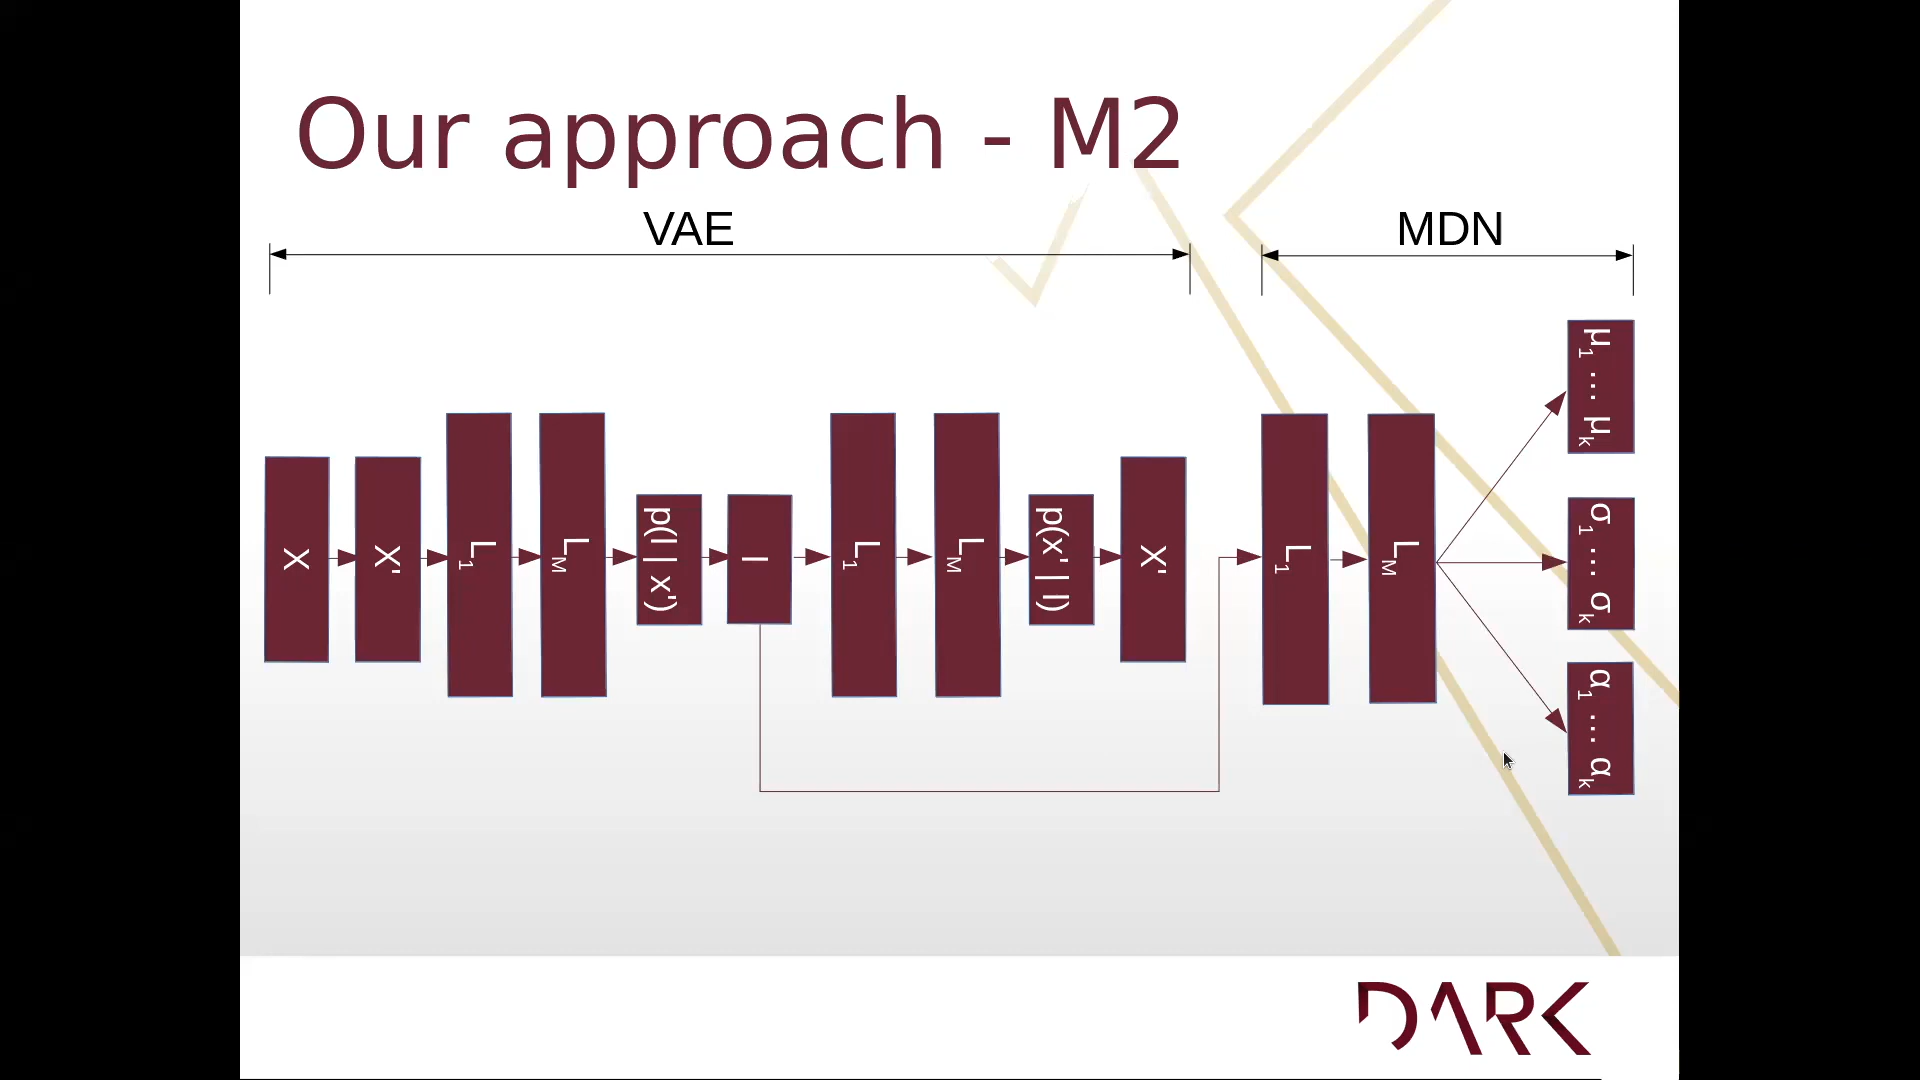 Our approach - M2
VAE
MDN
X
X'
L1
LM
p(l | x')
l
L1
LM
p(x' | l)
X'
L1
LM
μ1 ... μk
σ1 ... σk
α1 ... αk
DARK